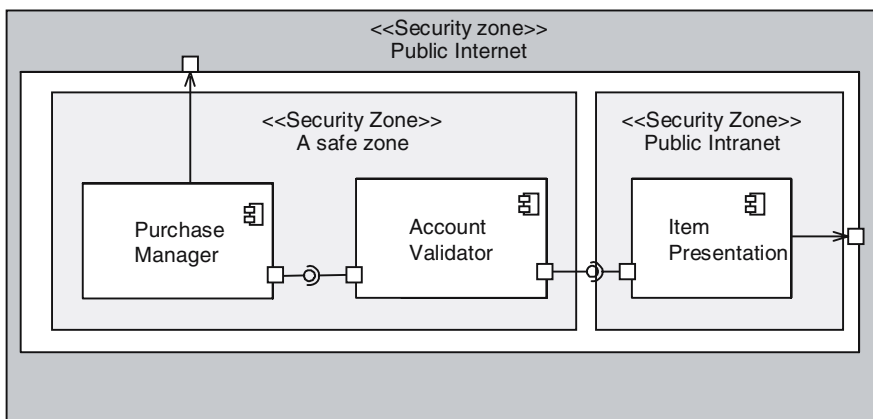 <<Security zone>>
Public Internet
<<Security Zone>>
A safe zone
<<Security Zone>>
Public Intranet
Purchase
Manager
Account
Validator
Item
Presentation